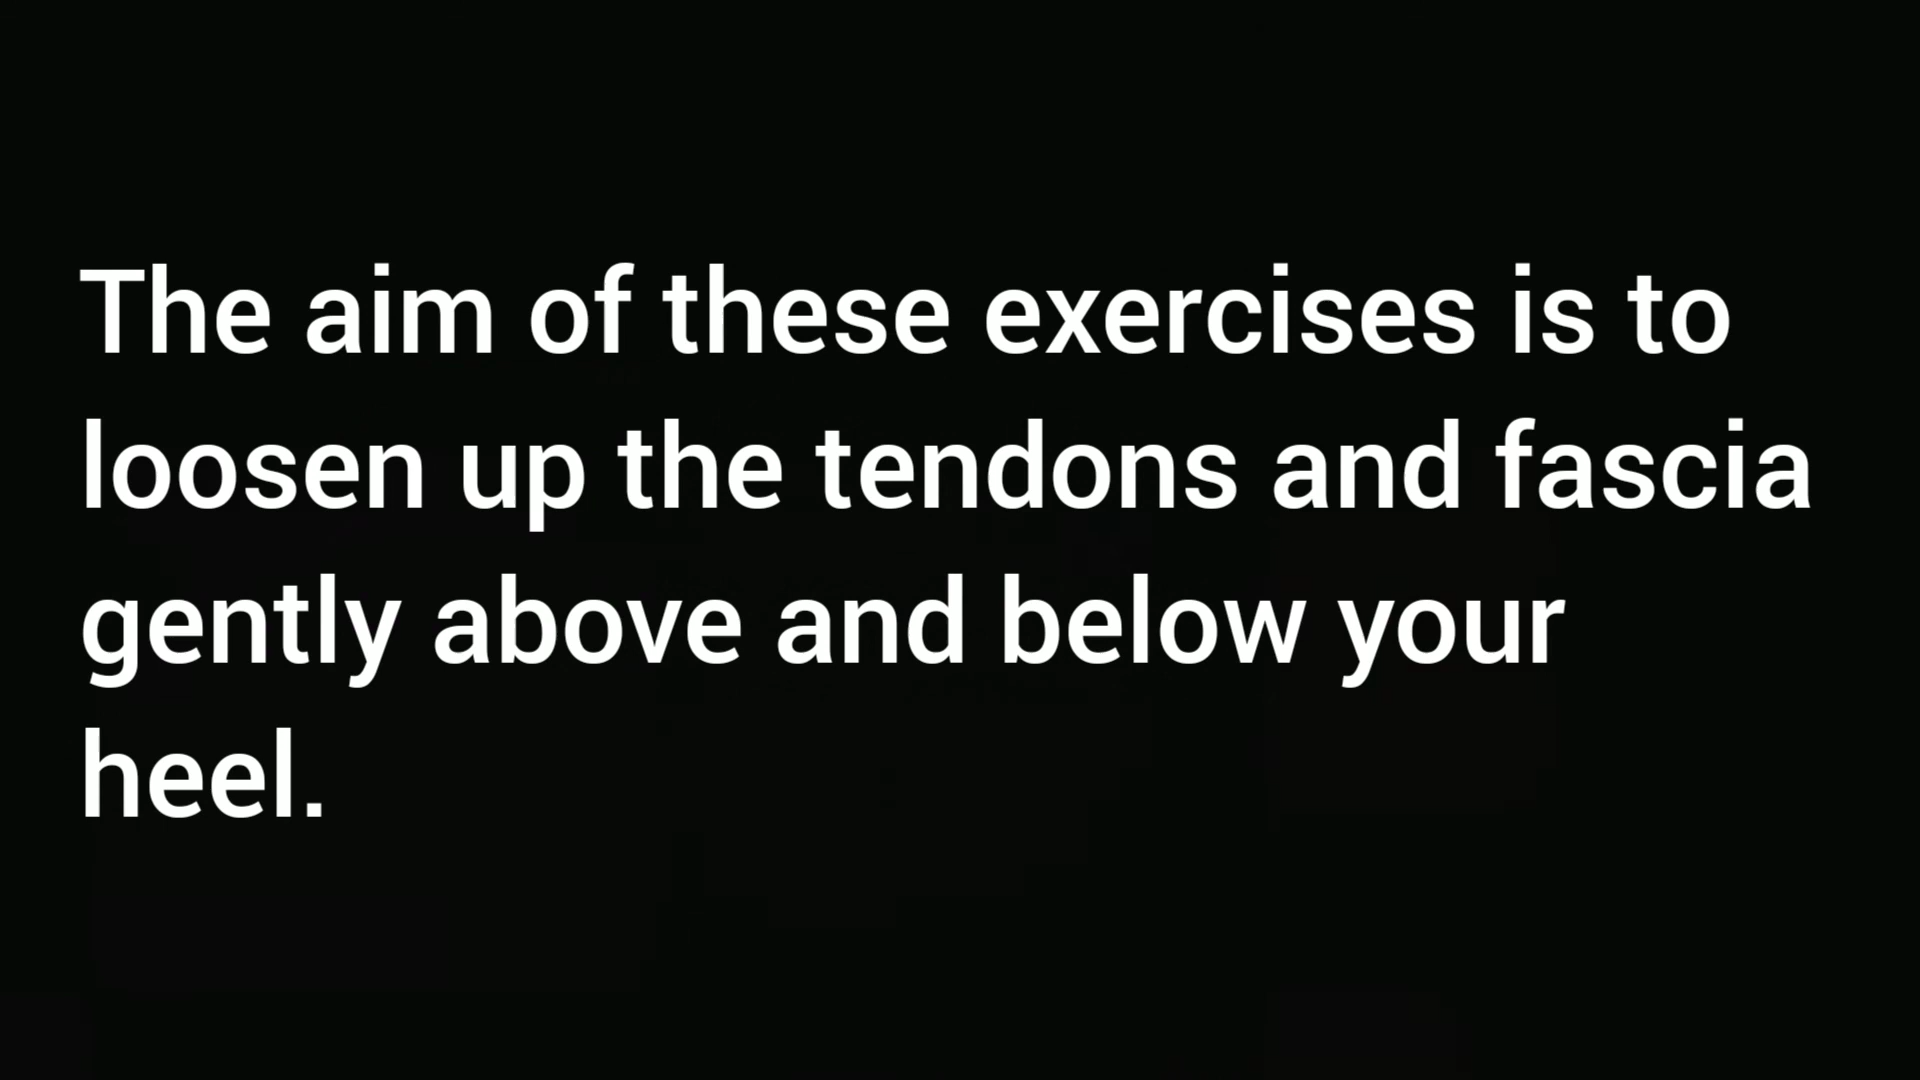 The aim of these exercises is to
loosen up the tendons and fascia
gently above and below your
heel.